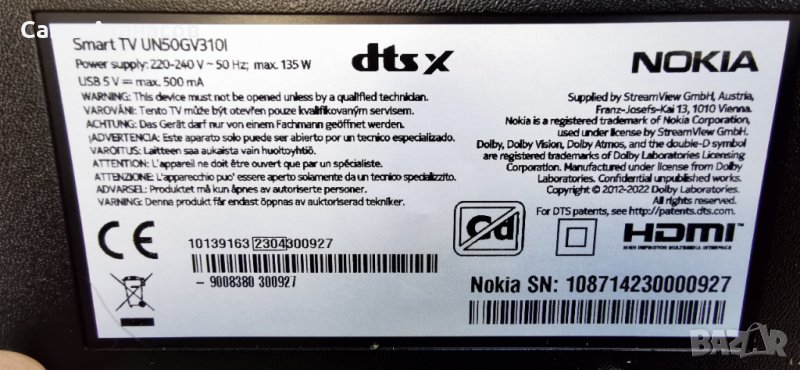 Smart TV UN50GV310I
Power supply: 220-240 V ~ 50 Hz; max. 135 W
USB 5 V ⎓ max. 500 mA
WARNING: This device must not be opened unless by a qualified technician.
VAROVÁNI: Tento TV může být otevřen pouze kvalifikovaným servisem.
ACHTUNG: Das Gerät darf nur von einem Fachmann geöffnet werden.
¡ADVERTENCIA: Este aparato solo puede ser abierto por un tecnico especializado.
VAROITUS: Laitteen saa aukaista vain huoltoyhtiö.
ATTENTION: L'appareil ne doit être ouvert que par un spécialiste.
ATTENZIONE: L'apparecchio puo' essere aperto solamente da un tecnico specializzito.
ADVARSEL: Produktet må kun åpnes av autoriserte personer.
VARNING: Denna produkt får endast öppnas av auktoriserad tekniker.
dts X
NOKIA
Supplied by StreamView GmbH, Austria,
Franz-Josefs-Kai 13, 1010 Vienna.
Nokia is a registered trademark of Nokia Corporation,
used under license by StreamView GmbH.
Dolby, Dolby Vision, Dolby Atmos, and the double-D symbol
are registered trademarks of Dolby Laboratories Licensing
Corporation. Manufactured under license from Dolby
Laboratories. Confidential unpublished works.
Copyright © 2012-2022 Dolby Laboratories.
All rights reserved.
For DTS patents, see http://patents.dts.com.
CE
10139163 2304300927
- 9008380 300927
Cd
HDMI
HIGH DEFINITION MULTIMEDIA INTERFACE
Nokia SN: 108714230000927
BAZAR